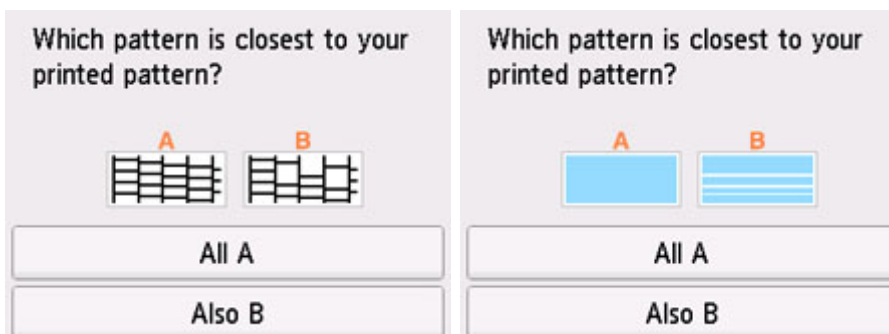 Which pattern is closest to your
printed pattern?
A B
All A
Also B
Which pattern is closest to your
printed pattern?
A B
All A
Also B